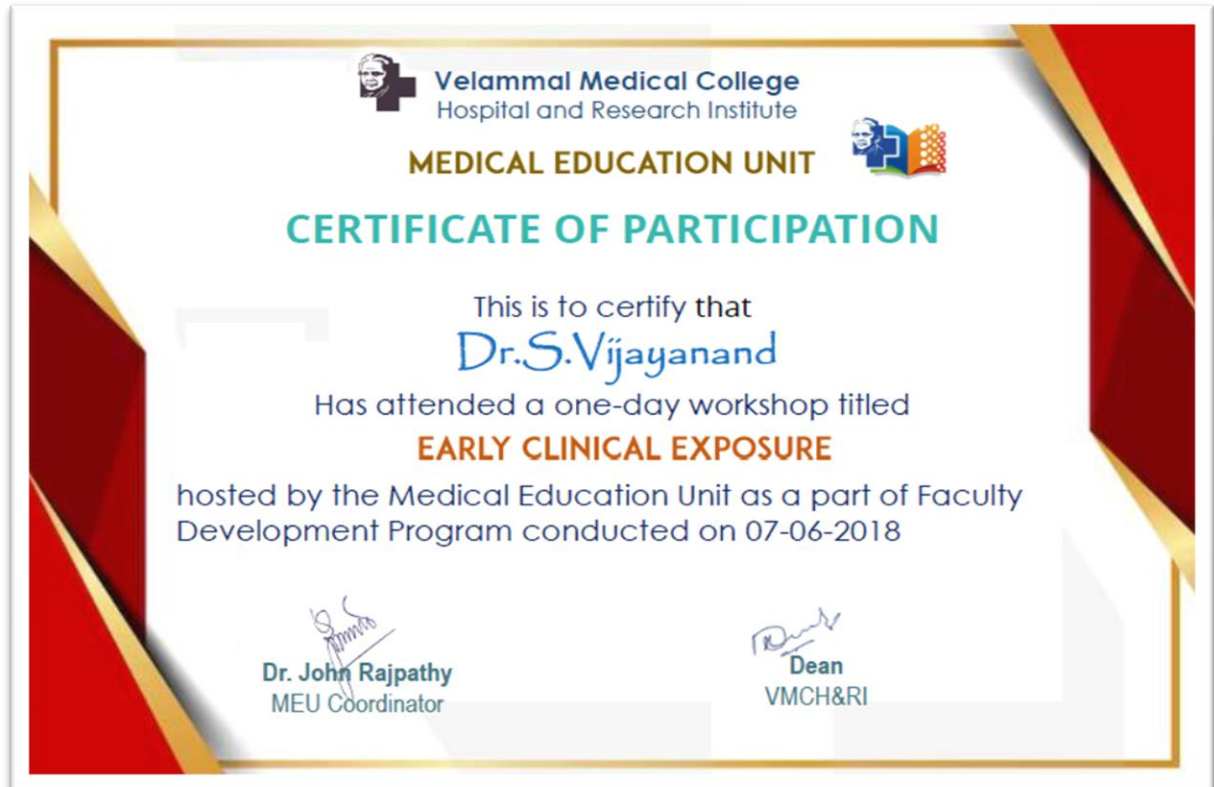 Velammal Medical College
Hospital and Research Institute
MEDICAL EDUCATION UNIT
CERTIFICATE OF PARTICIPATION
This is to certify that
Dr.S.Vijayanand
Has attended a one-day workshop titled
EARLY CLINICAL EXPOSURE
hosted by the Medical Education Unit as a part of Faculty
Development Program conducted on 07-06-2018
Dr. John Rajpathy
MEU Coordinator
Dean
VMCH&RI